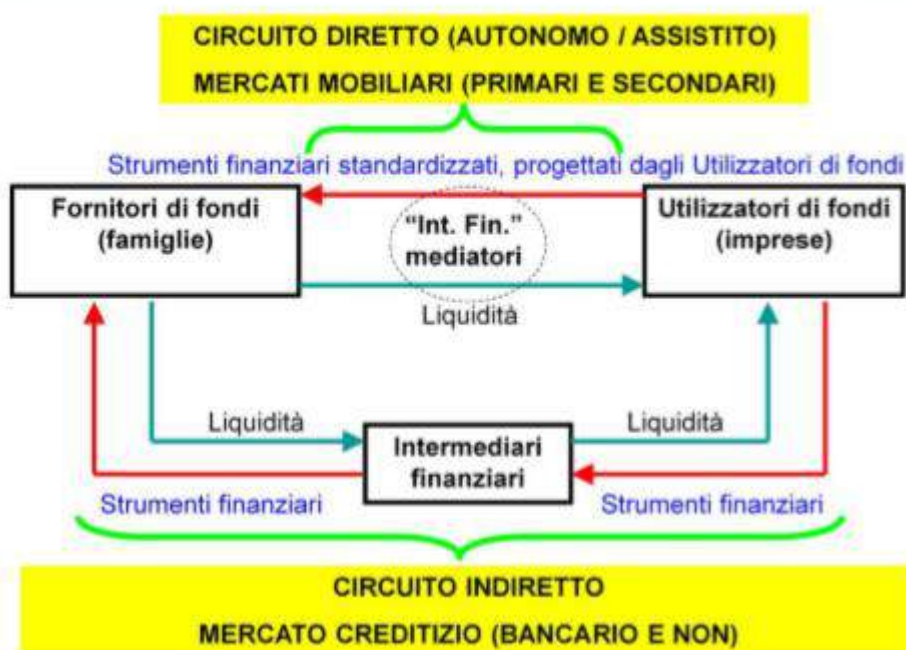 CIRCUITO DIRETTO (AUTONOMO / ASSISTITO)
MERCATI MOBILIARI (PRIMARI E SECONDARI)
Strumenti finanziari standardizzati, progettati dagli Utilizzatori di fondi
Fornitori di fondi
(famiglie)
“Int. Fin.”
mediatori
Utilizzatori di fondi
(imprese)
Liquidità
Liquidità
Liquidità
Intermediari
finanziari
Strumenti finanziari
Strumenti finanziari
CIRCUITO INDIRETTO
MERCATO CREDITIZIO (BANCARIO E NON)